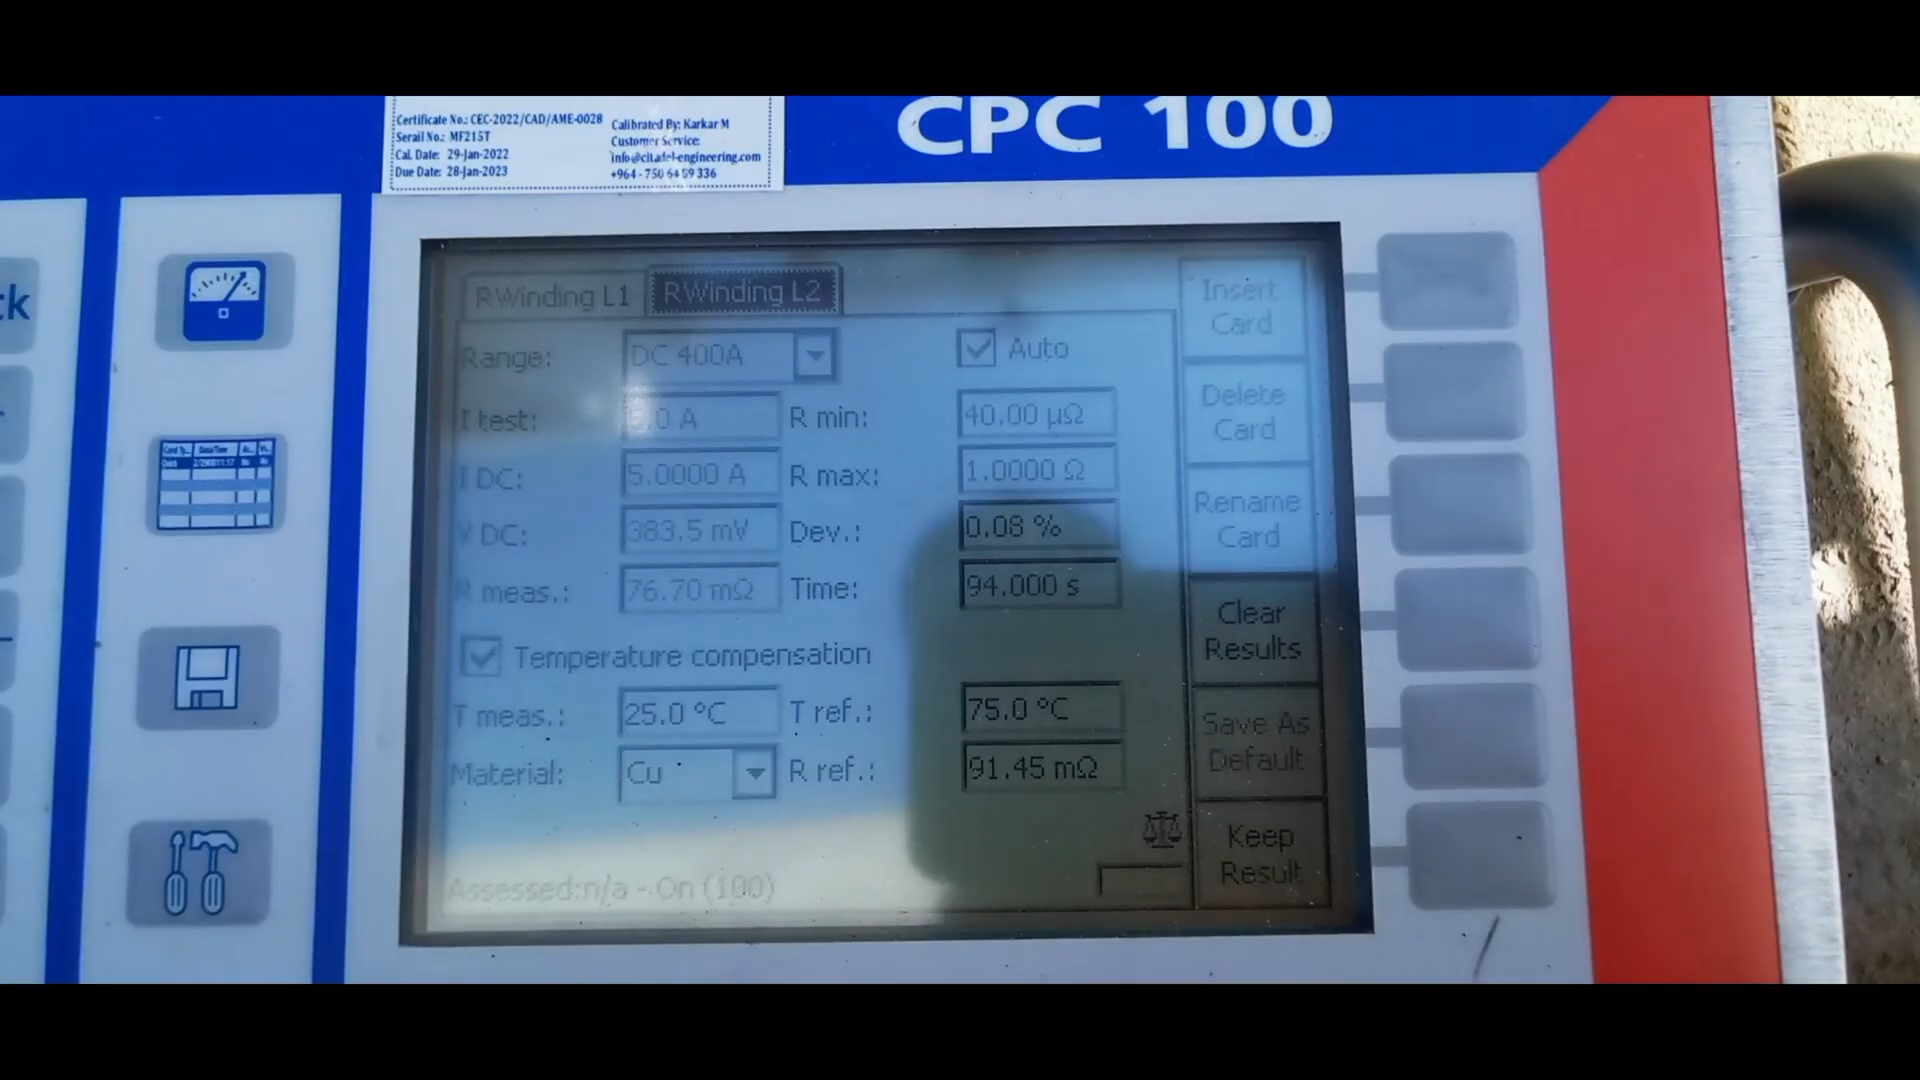 CPC 100
Certificate No.: CEC-2022/CAD/AME-0028
Serail No.: MF215T
Cal. Date: 29-Jan-2022
Due Date: 28-Jan-2023
Calibrated By: Karkar M
Customer Service:
info@citadel-engineering.com
+964 - 750 64 89 336
ck
RWinding L1 RWinding L2
Range: DC 400A Auto
I test: 5.0 A R min: 40.00 µΩ
I DC: 5.0000 A R max: 1.0000 Ω
V DC: 383.5 mV Dev.: 0.08 %
R meas.: 76.70 mΩ Time: 94.000 s
Temperature compensation
T meas.: 25.0 °C T ref.: 75.0 °C
Material: Cu R ref.: 91.45 mΩ
Assessed:n/a - On (100)
Insert
Card
Delete
Card
Rename
Card
Clear
Results
Save As
Default
Keep
Result